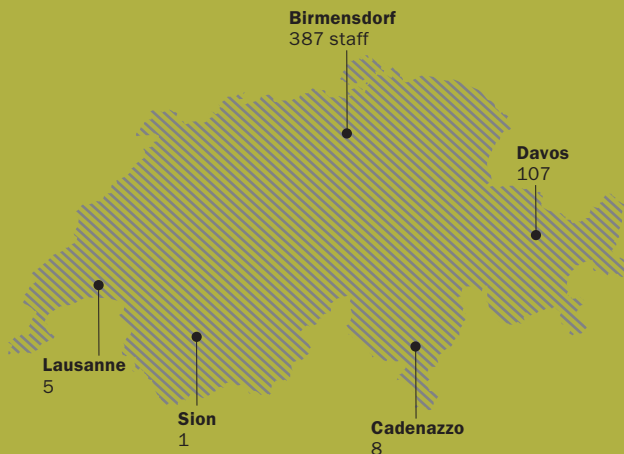 Birmensdorf
387 staff
Davos
107
Lausanne
5
Sion
1
Cadenazzo
8